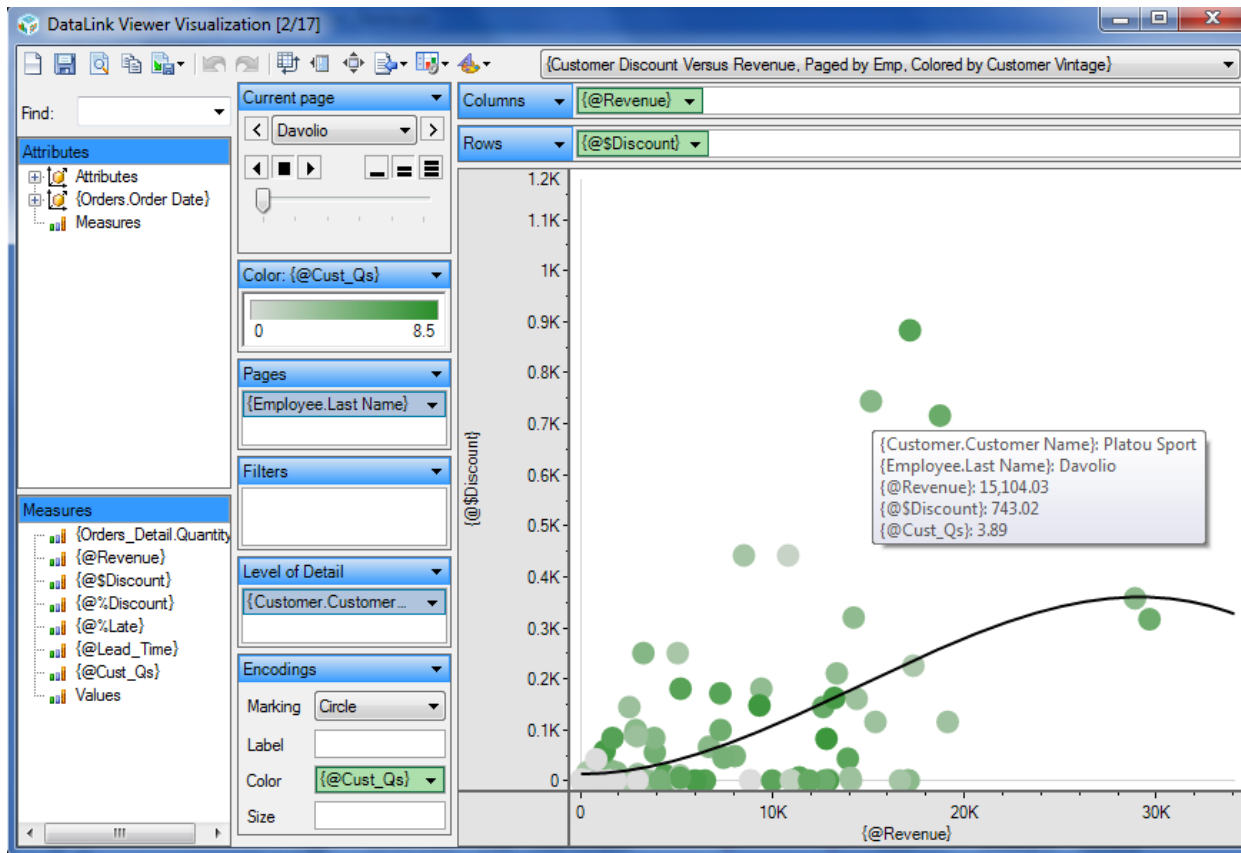 DataLink Viewer Visualization [2/17]
{Customer Discount Versus Revenue, Paged by Emp, Colored by Customer Vintage}
Find:
Attributes
Attributes
{Orders.Order Date}
Measures
Measures
{Orders_Detail.Quantity
{@Revenue}
{@$Discount}
{@%Discount}
{@%Late}
{@Lead_Time}
{@Cust_Qs}
Values
Current page
Davolio
Color: {@Cust_Qs}
0 8.5
Pages
{Employee.Last Name}
Filters
Level of Detail
{Customer.Customer...
Encodings
Marking Circle
Label
Color {@Cust_Qs}
Size
Columns {@Revenue}
Rows {@$Discount}
1.2K
1.1K
1K
0.9K
0.8K
0.7K
0.6K
0.5K
0.4K
0.3K
0.2K
0.1K
0
{@$Discount}
{Customer.Customer Name}: Platou Sport
{Employee.Last Name}: Davolio
{@Revenue}: 15,104.03
{@$Discount}: 743.02
{@Cust_Qs}: 3.89
0 10K 20K 30K
{@Revenue}